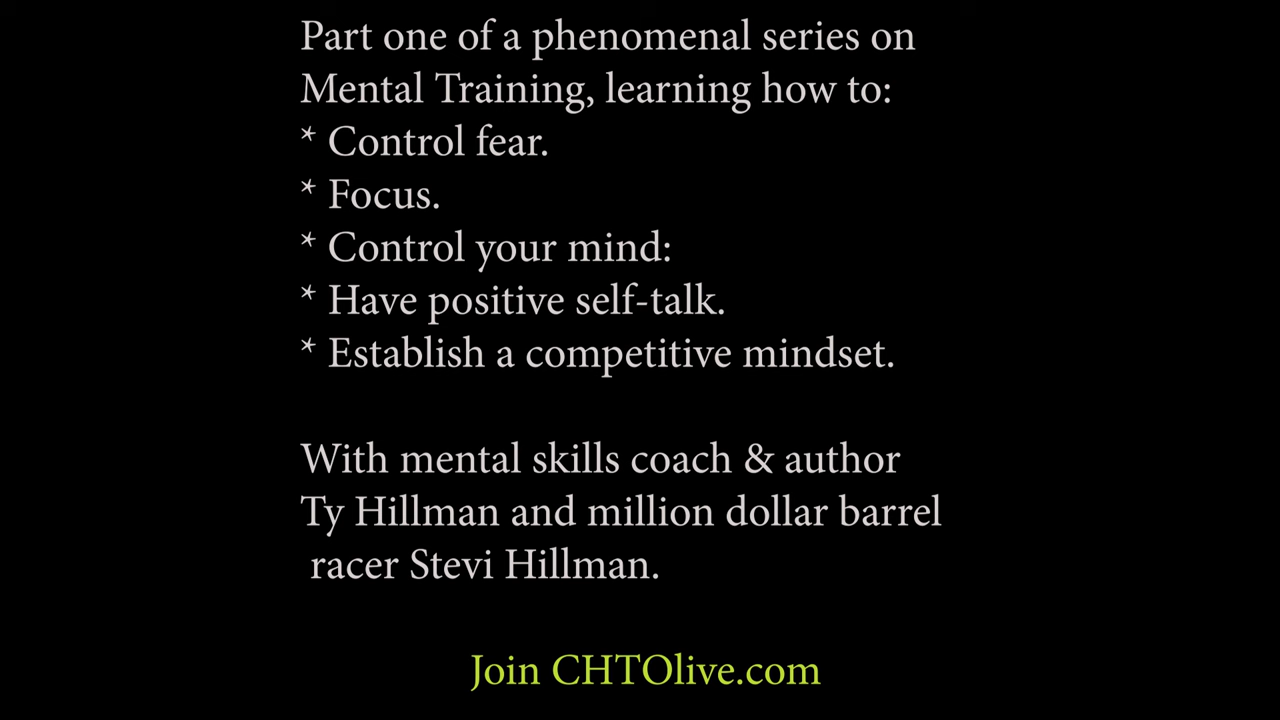 Part one of a phenomenal series on
Mental Training, learning how to:
* Control fear.
* Focus.
* Control your mind:
* Have positive self-talk.
* Establish a competitive mindset.
With mental skills coach & author
Ty Hillman and million dollar barrel
racer Stevi Hillman.
Join CHTOlive.com